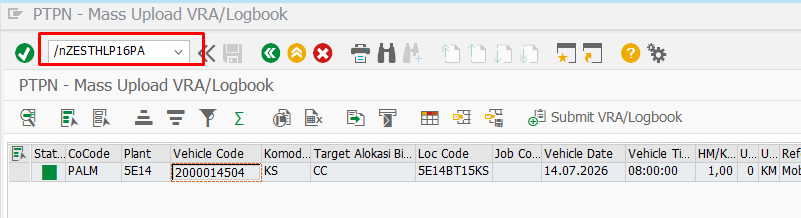 PTPN - Mass Upload VRA/Logbook
/nZESTHLP16PA
PTPN - Mass Upload VRA/Logbook
Submit VRA/Logbook
Stat... CoCode Plant Vehicle Code Komod... Target Alokasi Bi... Loc Code Job Co... Vehicle Date Vehicle Ti... HM/K... U... U... Ref
PALM 5E14 2000014504 KS CC 5E14BT15KS 14.07.2026 08:00:00 1,00 0 KM Mob